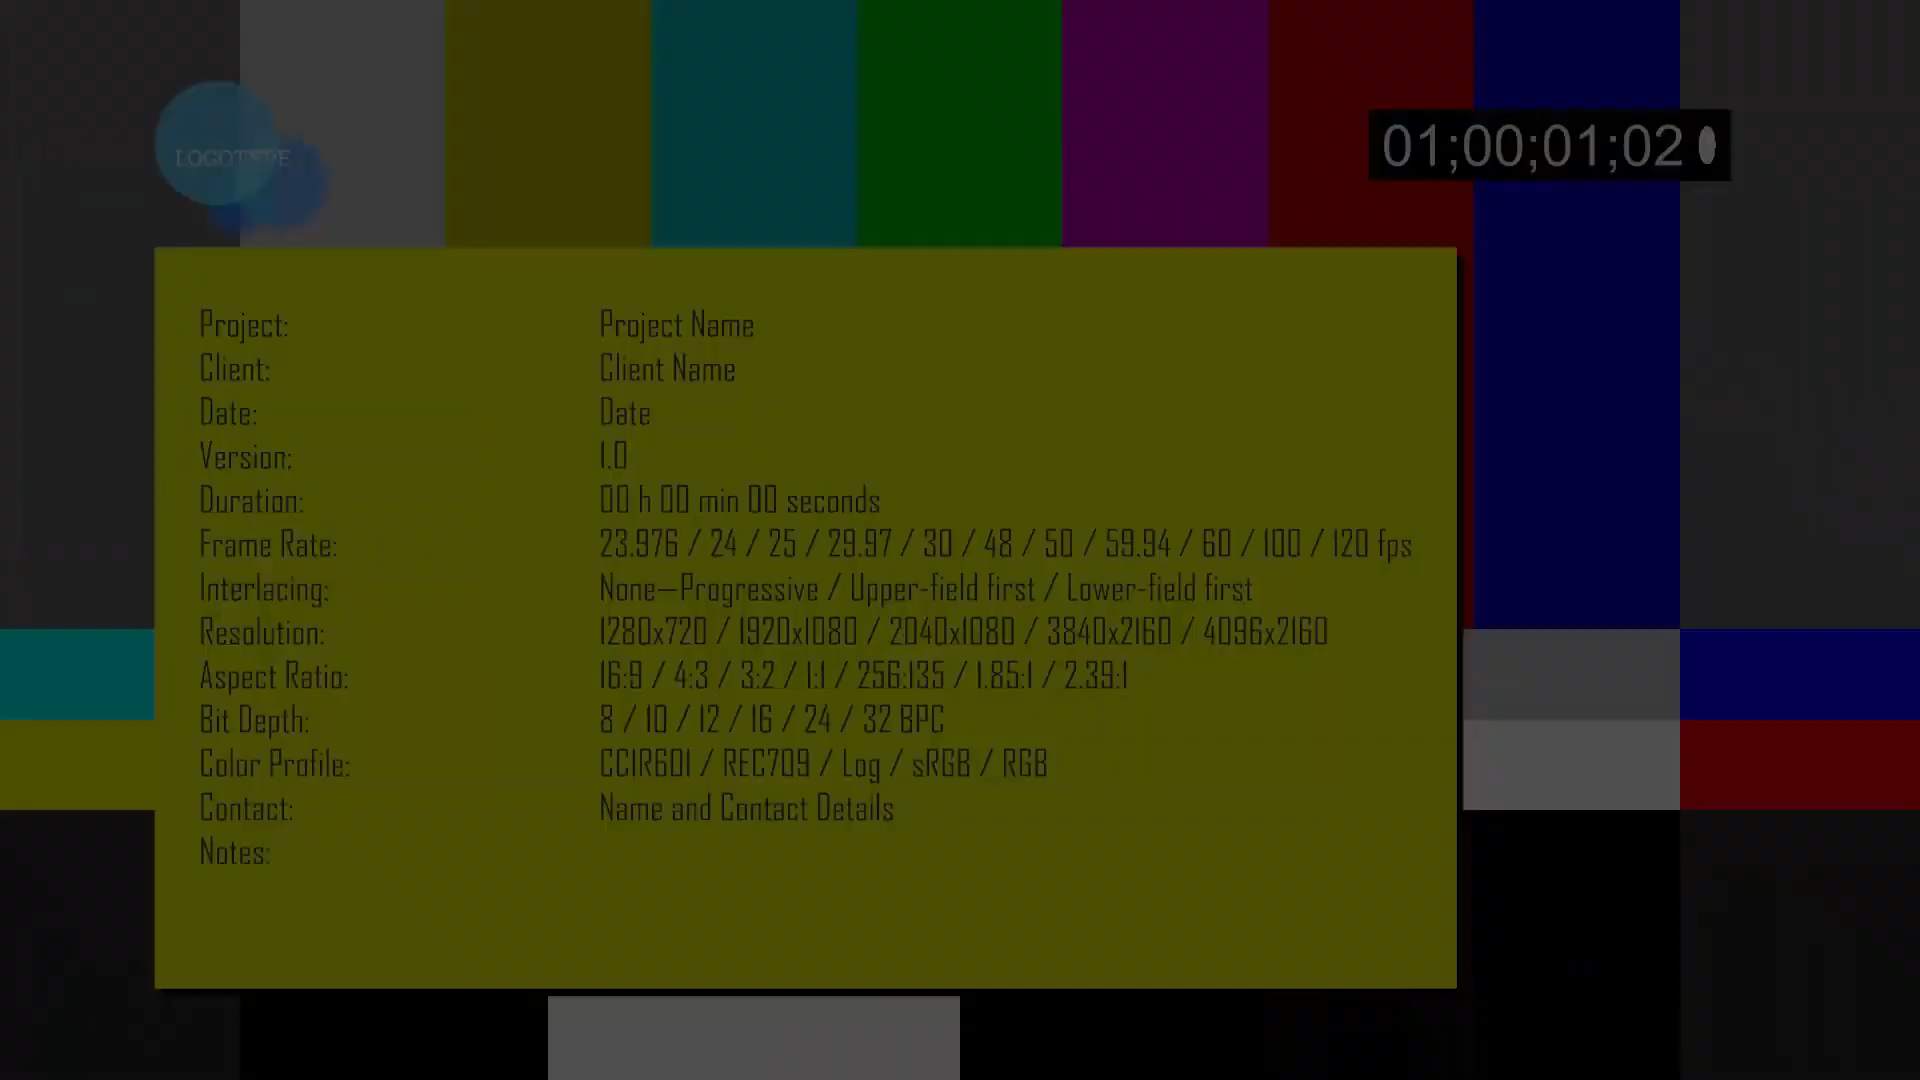 LOGOTYPE
01;00;01;02
Project: Project Name
Client: Client Name
Date: Date
Version: 1.0
Duration: 00 h 00 min 00 seconds
Frame Rate: 23.976 / 24 / 25 / 29.97 / 30 / 48 / 50 / 59.94 / 60 / 100 / 120 fps
Interlacing: None—Progressive / Upper-field first / Lower-field first
Resolution: 1280x720 / 1920x1080 / 2040x1080 / 3840x2160 / 4096x2160
Aspect Ratio: 16:9 / 4:3 / 3:2 / 1:1 / 256:135 / 1.85:1 / 2.39:1
Bit Depth: 8 / 10 / 12 / 16 / 24 / 32 BPC
Color Profile: CCIR601 / REC709 / Log / sRGB / RGB
Contact: Name and Contact Details
Notes: